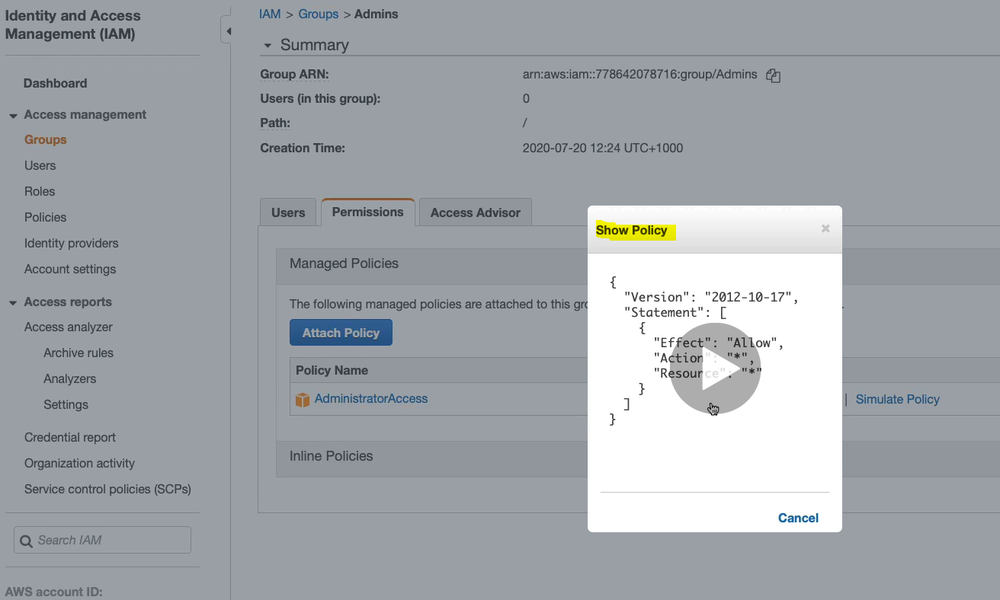 Identity and Access
Management (IAM)
Dashboard
Access management
Groups
Users
Roles
Policies
Identity providers
Account settings
Access reports
Access analyzer
Archive rules
Analyzers
Settings
Credential report
Organization activity
Service control policies (SCPs)
Search IAM
AWS account ID:
IAM > Groups > Admins
Summary
Group ARN: arn:aws:iam::778642078716:group/Admins
Users (in this group): 0
Path: /
Creation Time: 2020-07-20 12:24 UTC+1000
Users Permissions Access Advisor
Managed Policies
The following managed policies are attached to this
Attach Policy
Policy Name
AdministratorAccess | Simulate Policy
Inline Policies
Show Policy ×
{
"Version": "2012-10-17",
"Statement": [
{
"Effect": "Allow",
"Action": "*",
"Resource": "*"
}
]
}
Cancel